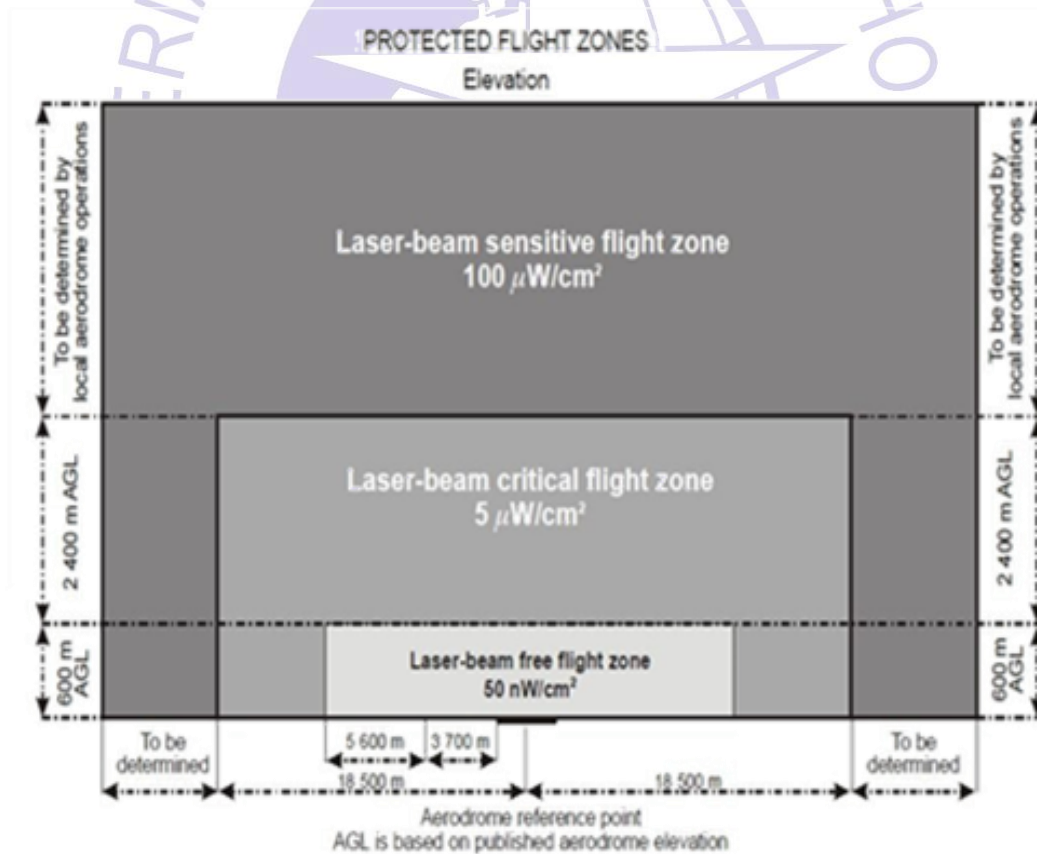 PROTECTED FLIGHT ZONES
Elevation
To be determined by
local aerodrome operations
To be determined by
local aerodrome operations
Laser-beam sensitive flight zone
100 μW/cm²
2 400 m AGL
2 400 m AGL
Laser-beam critical flight zone
5 μW/cm²
600 m
AGL
600 m
AGL
Laser-beam free flight zone
50 nW/cm²
To be
determined
5 600 m
3 700 m
To be
determined
18 500 m
18 500 m
Aerodrome reference point
AGL is based on published aerodrome elevation